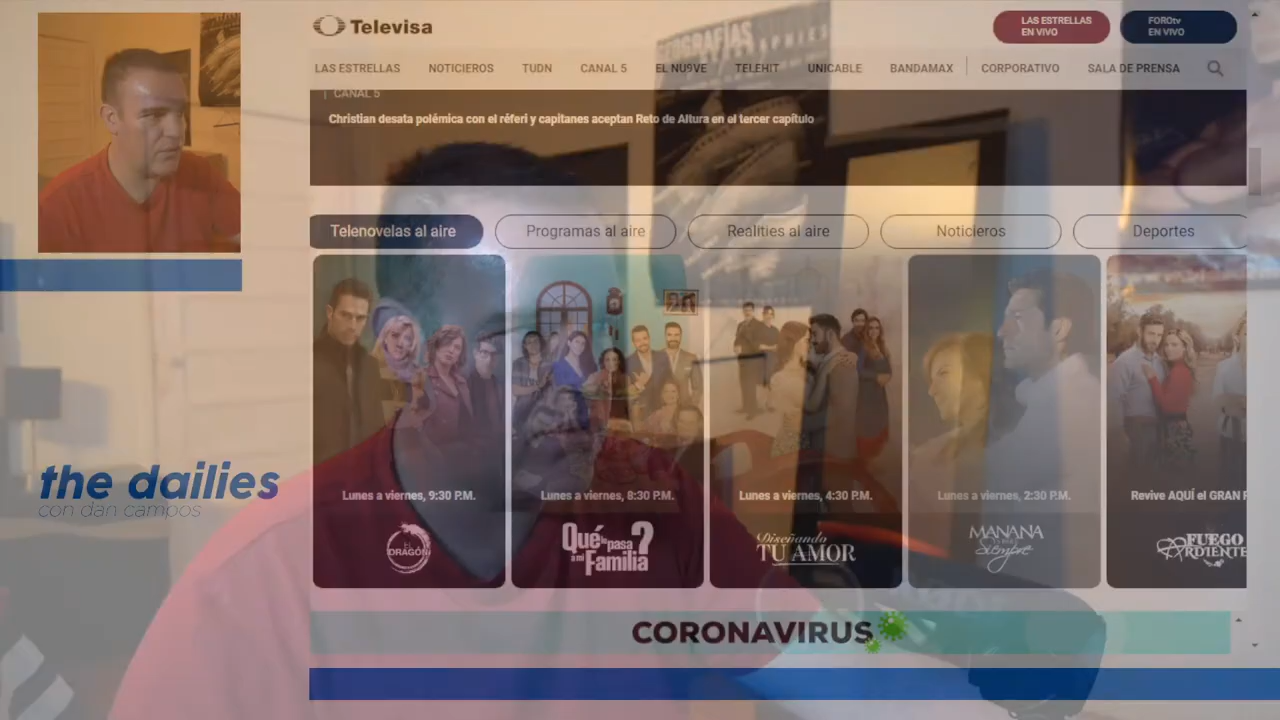 Televisa
LAS ESTRELLAS
EN VIVO
FOROtv
EN VIVO
LAS ESTRELLAS NOTICIEROS TUDN CANAL 5 EL NU9VE TELEHIT UNICABLE BANDAMAX CORPORATIVO SALA DE PRENSA
CANAL 5
Christian desata polémica con el réferi y capitanes aceptan Reto de Altura en el tercer capítulo
Telenovelas al aire Programas al aire Realities al aire Noticieros Deportes
Lunes a viernes, 9:30 P.M. Lunes a viernes, 8:30 P.M. Lunes a viernes, 4:30 P.M. Lunes a viernes, 2:30 P.M. Revive AQUÍ el GRAN
the dailies
con dan campos
EL DRAGÓN
Qué le pasa a mi Familia?
Diseñando
TU AMOR
MAÑANA
es para
Siempre
FUEGO
ARDIENTE
CORONAVIRUS